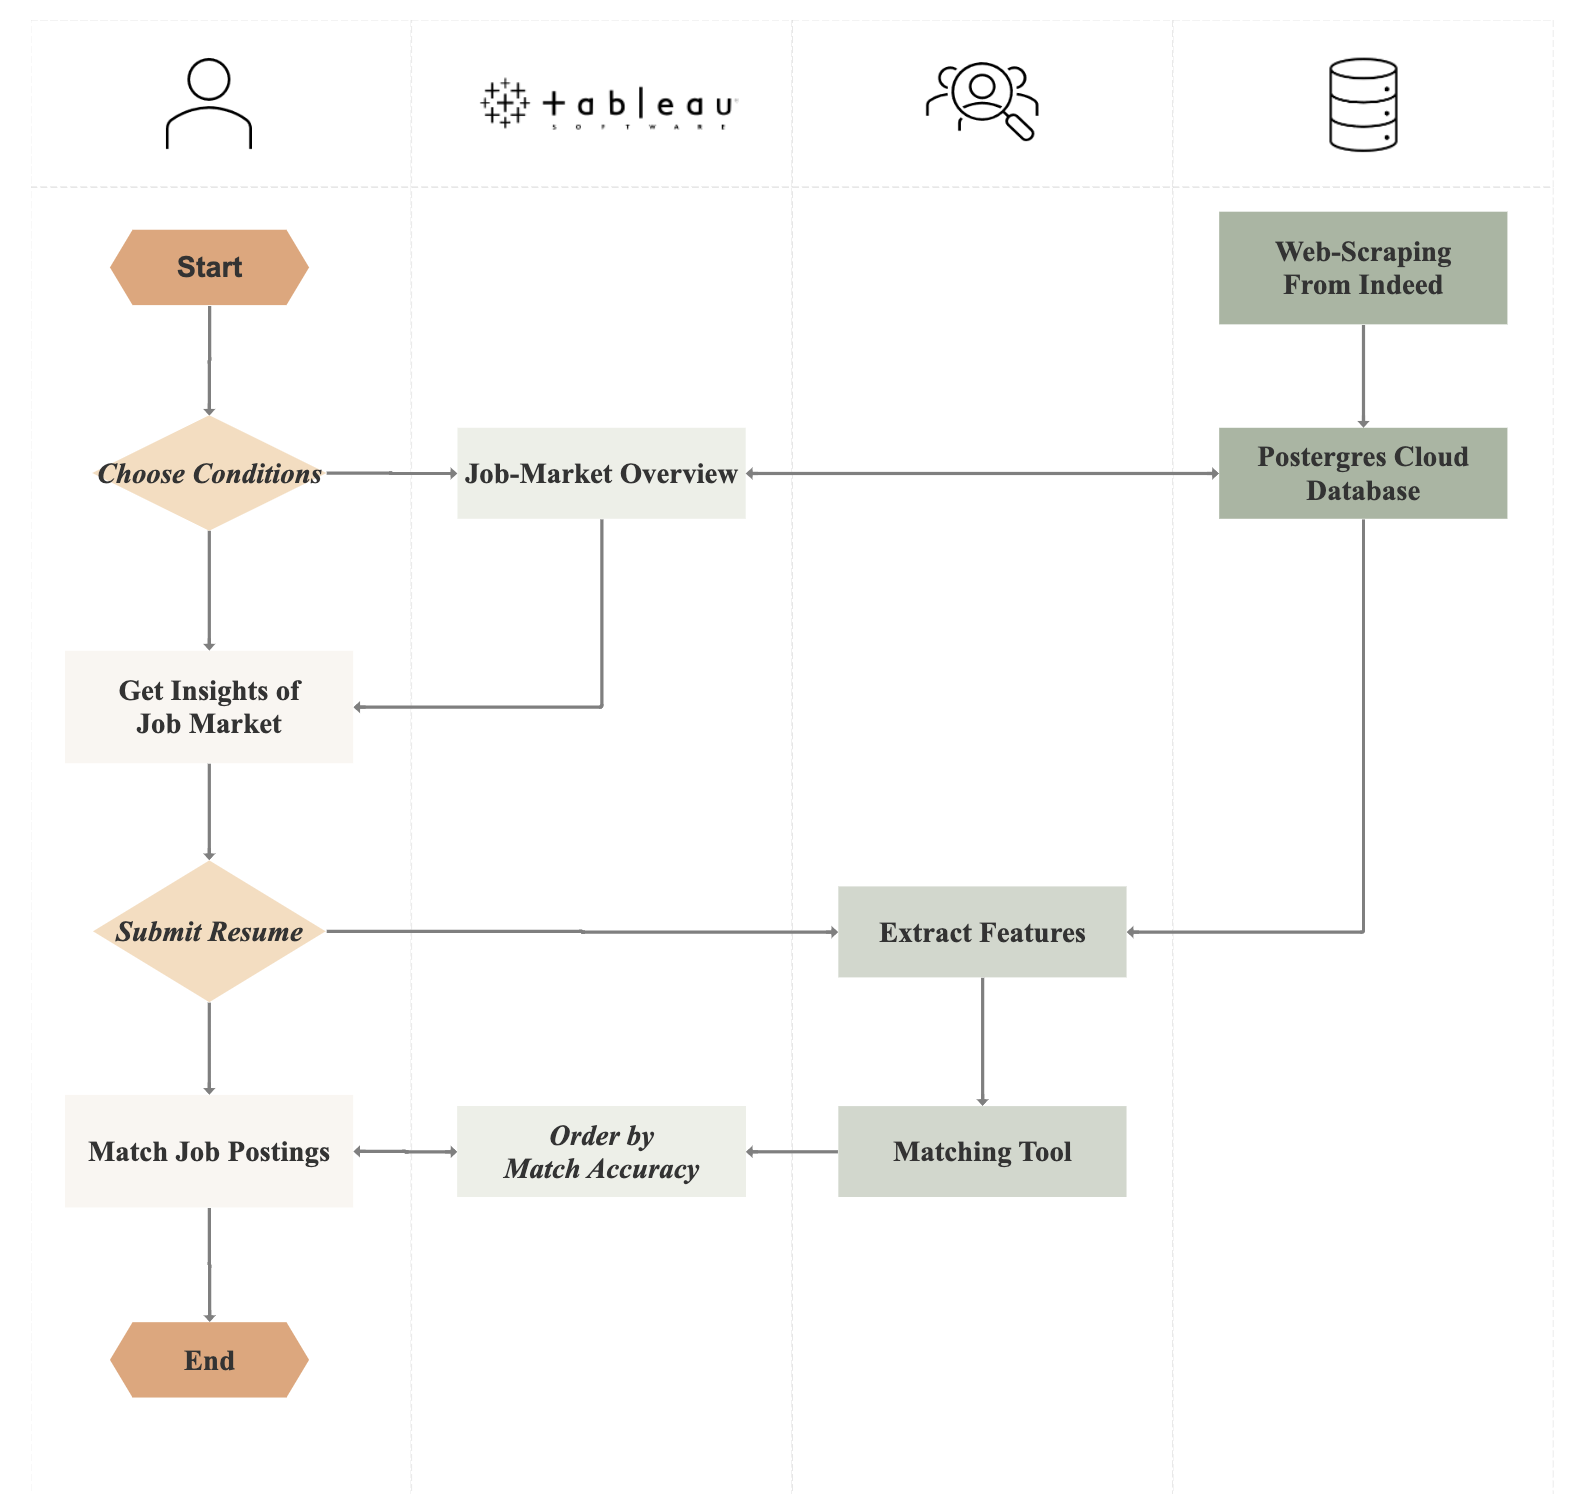 +ableau
SOFTWARE
Start
Web-Scraping
From Indeed
Choose Conditions
Job-Market Overview
Postergres Cloud
Database
Get Insights of
Job Market
Submit Resume
Extract Features
Match Job Postings
Order by
Match Accuracy
Matching Tool
End